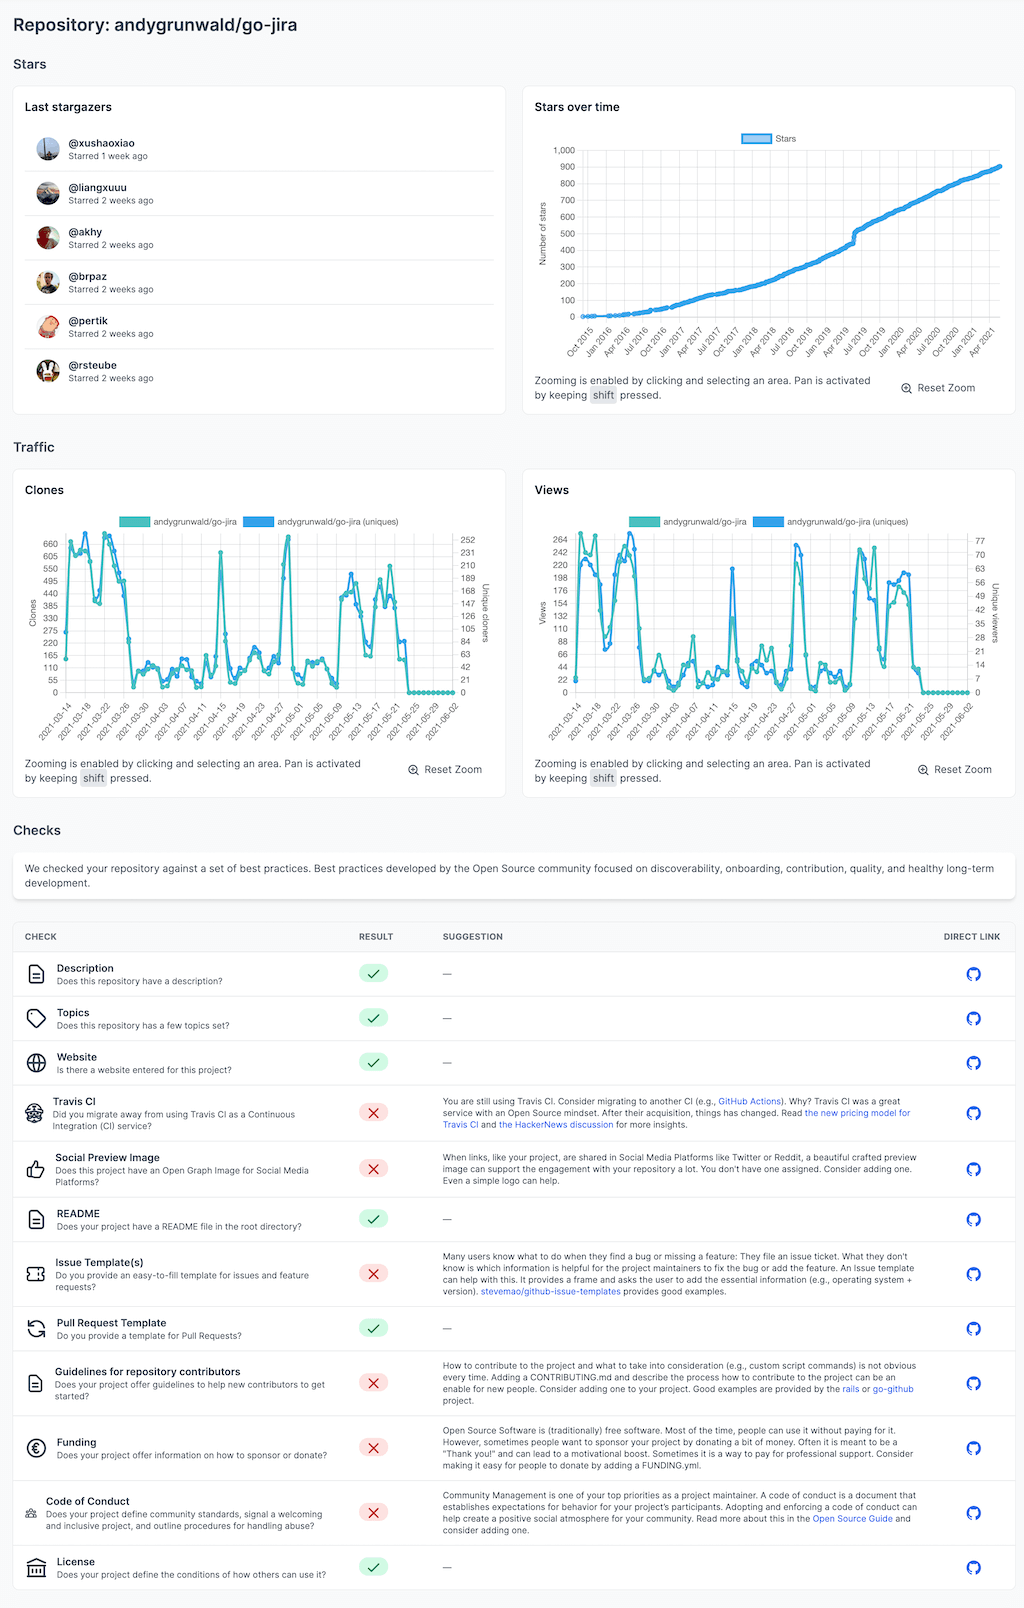 Repository: andygrunwald/go-jira
Stars
Last stargazers
@xushaoxiao
Starred 1 week ago
@liangxuuu
Starred 2 weeks ago
@akhy
Starred 2 weeks ago
@brpaz
Starred 2 weeks ago
@pertik
Starred 2 weeks ago
@rsteube
Starred 2 weeks ago
Stars over time
Stars
Number of stars
1,000
900
800
700
600
500
400
300
200
100
0
Oct 2015
Jan 2016
Apr 2016
Jul 2016
Oct 2016
Jan 2017
Apr 2017
Jul 2017
Oct 2017
Jan 2018
Apr 2018
Jul 2018
Oct 2018
Jan 2019
Apr 2019
Jul 2019
Oct 2019
Jan 2020
Apr 2020
Jul 2020
Oct 2020
Jan 2021
Apr 2021
Zooming is enabled by clicking and selecting an area. Pan is activated
by keeping shift pressed.
Reset Zoom
Traffic
Clones
andygrunwald/go-jira
andygrunwald/go-jira (uniques)
Clones
660
605
550
495
440
385
330
275
220
165
110
55
0
252
231
210
189
168
147
126
105
84
63
42
21
0
Unique cloners
2021-03-14
2021-03-18
2021-03-22
2021-03-26
2021-03-30
2021-04-03
2021-04-07
2021-04-11
2021-04-15
2021-04-19
2021-04-23
2021-04-27
2021-05-01
2021-05-05
2021-05-09
2021-05-13
2021-05-17
2021-05-21
2021-05-25
2021-05-29
2021-06-02
Zooming is enabled by clicking and selecting an area. Pan is activated
by keeping shift pressed.
Reset Zoom
Views
andygrunwald/go-jira
andygrunwald/go-jira (uniques)
Views
264
242
220
198
176
154
132
110
88
66
44
22
0
77
70
63
56
49
42
35
28
21
14
7
0
Unique viewers
2021-03-14
2021-03-18
2021-03-22
2021-03-26
2021-03-30
2021-04-03
2021-04-07
2021-04-11
2021-04-15
2021-04-19
2021-04-23
2021-04-27
2021-05-01
2021-05-05
2021-05-09
2021-05-13
2021-05-17
2021-05-21
2021-05-25
2021-05-29
2021-06-02
Zooming is enabled by clicking and selecting an area. Pan is activated
by keeping shift pressed.
Reset Zoom
Checks
We checked your repository against a set of best practices. Best practices developed by the Open Source community focused on discoverability, onboarding, contribution, quality, and healthy long-term
development.
CHECK RESULT SUGGESTION DIRECT LINK
Description
Does this repository have a description?
—
Topics
Does this repository has a few topics set?
—
Website
Is there a website entered for this project?
—
Travis CI
Did you migrate away from using Travis CI as a Continuous
Integration (CI) service?
You are still using Travis CI. Consider migrating to another CI (e.g., GitHub Actions). Why? Travis CI was a great
service with an Open Source mindset. After their acquisition, things has changed. Read the new pricing model for
Travis CI and the HackerNews discussion for more insights.
Social Preview Image
Does this project have an Open Graph Image for Social Media
Platforms?
When links, like your project, are shared in Social Media Platforms like Twitter or Reddit, a beautiful crafted preview
image can support the engagement with your repository a lot. You don't have one assigned. Consider adding one.
Even a simple logo can help.
README
Does your project have a README file in the root directory?
—
Issue Template(s)
Do you provide an easy-to-fill template for issues and feature
requests?
Many users know what to do when they find a bug or missing a feature: They file an issue ticket. What they don't
know is which information is helpful for the project maintainers to fix the bug or add the feature. An Issue template
can help with this. It provides a frame and asks the user to add the essential information (e.g., operating system +
version). stevemao/github-issue-templates provides good examples.
Pull Request Template
Do you provide a template for Pull Requests?
—
Guidelines for repository contributors
Does your project offer guidelines to help new contributors to get
started?
How to contribute to the project and what to take into consideration (e.g., custom script commands) is not obvious
every time. Adding a CONTRIBUTING.md and describe the process how to contribute to the project can be an
enable for new people. Consider adding one to your project. Good examples are provided by the rails or go-github
project.
Funding
Does your project offer information on how to sponsor or donate?
Open Source Software is (traditionally) free software. Most of the time, people can use it without paying for it.
However, sometimes people want to sponsor your project by donating a bit of money. Often it is meant to be a
"Thank you!" and can lead to a motivational boost. Sometimes it is a way to pay for professional support. Consider
making it easy for people to donate by adding a FUNDING.yml.
Code of Conduct
Does your project define community standards, signal a welcoming
and inclusive project, and outline procedures for handling abuse?
Community Management is one of your top priorities as a project maintainer. A code of conduct is a document that
establishes expectations for behavior for your project's participants. Adopting and enforcing a code of conduct can
help create a positive social atmosphere for your community. Read more about this in the Open Source Guide and
consider adding one.
License
Does your project define the conditions of how others can use it?
—